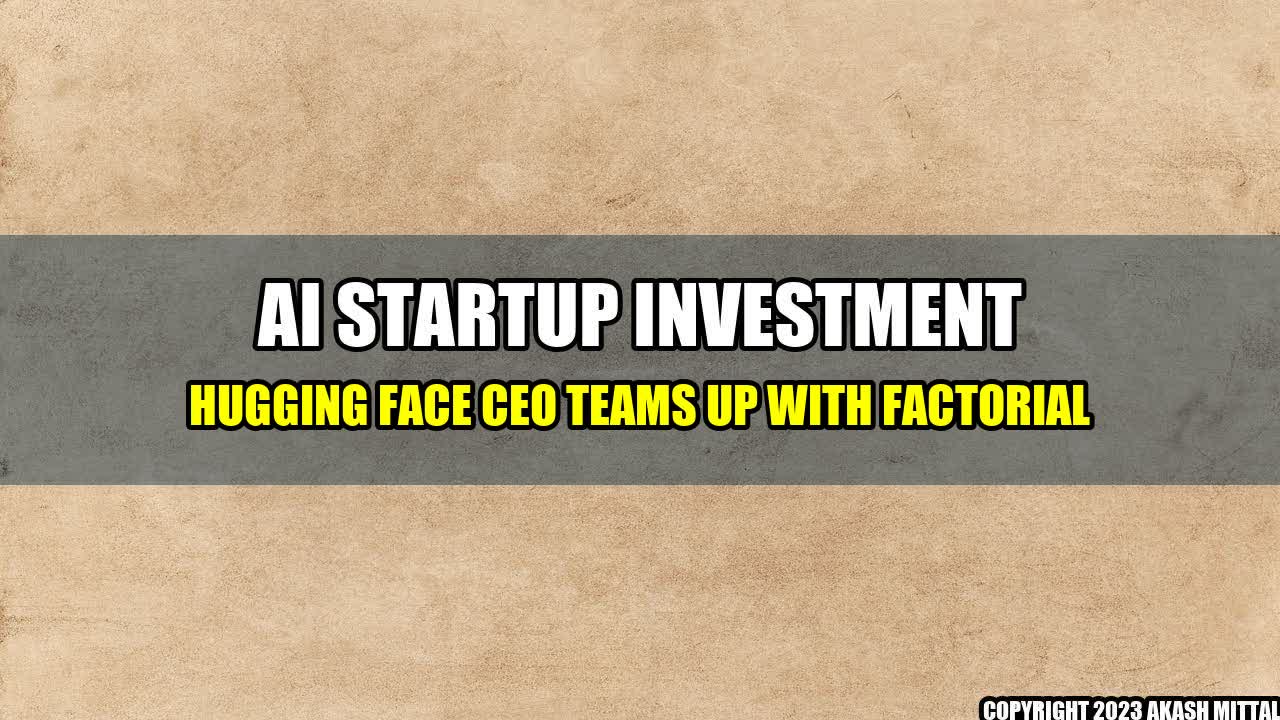 AI STARTUP INVESTMENT
HUGGING FACE CEO TEAMS UP WITH FACTORIAL
COPYRIGHT 2023 AKASH MITTAL